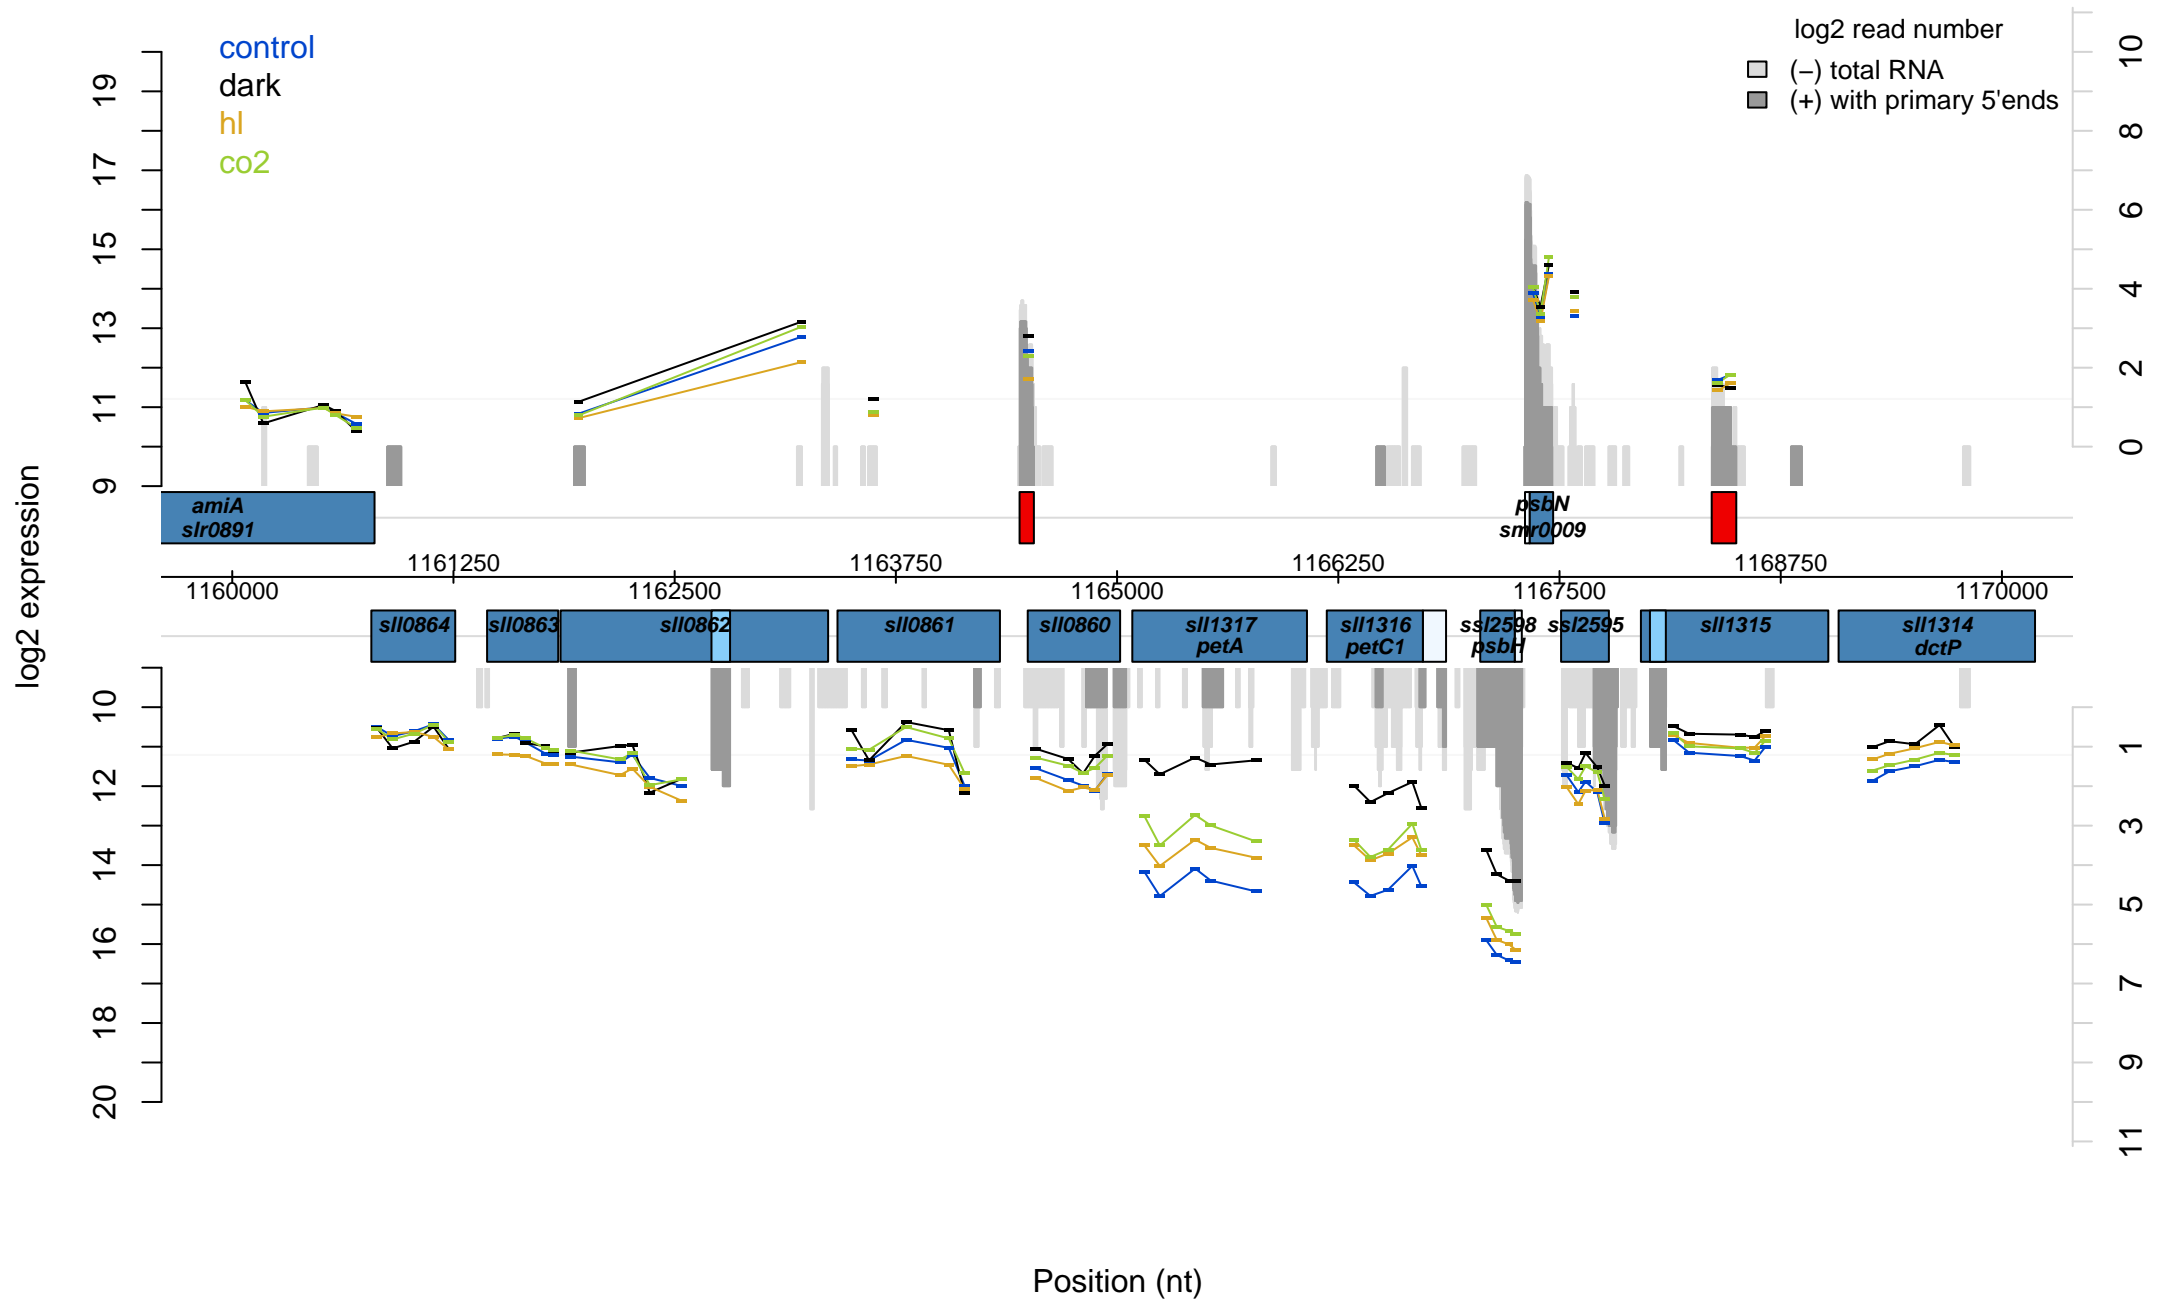 control
dark
hl
co2
log2 read number
(−) total RNA
(+) with primary 5'ends
19
17
15
13
11
9
10
8
6
4
2
0
log2 expression
amiA
slr0891
psbN
smr0009
1161250
1163750
1166250
1168750
1160000
1162500
1165000
1167500
1170000
sll0864
sll0863
sll0862
sll0861
sll0860
sll1317
petA
sll1316
petC1
ssl2598
psbH
ssl2595
sll1315
sll1314
dctP
10
12
14
16
18
20
1
3
5
7
9
11
Position (nt)